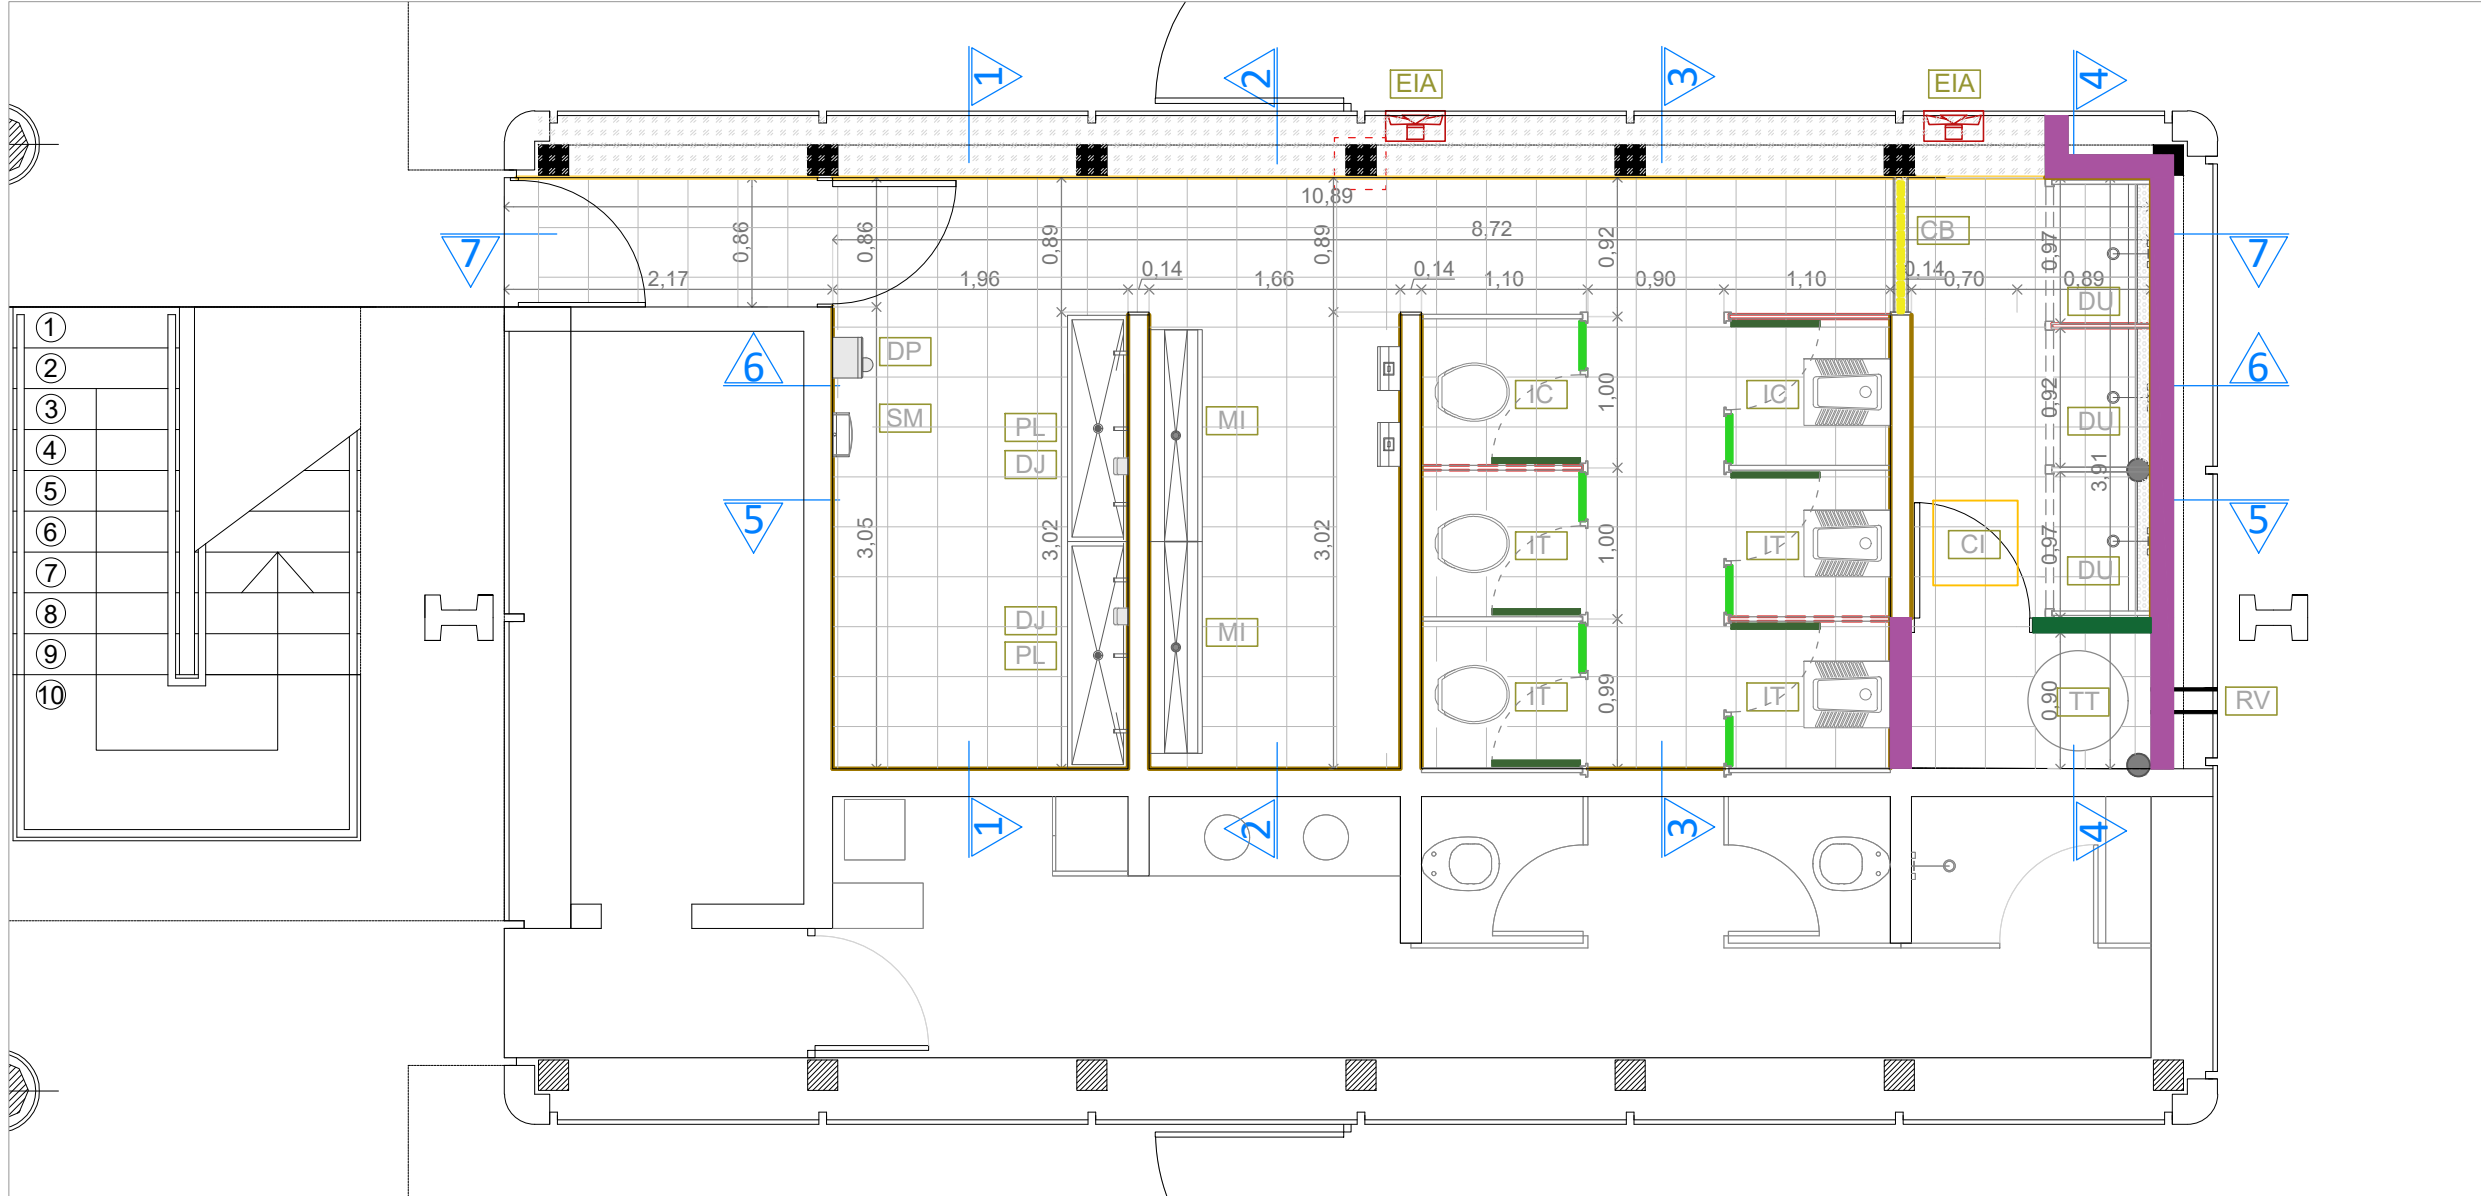 1
2
EIA
3
EIA
4
10,89
7
0,86
0,86
0,89
0,89
8,72
0,92
CB
0,97
7
2,17
1,96
0,14
1,66
0,14
1,10
0,90
1,10
0,14
0,70
0,89
DU
1
2
3
4
5
6
7
8
9
10
6
DP
6
SM
PL
MI
IC
1,00
IC
0,92
DU
DJ
3,91
5
5
3,05
3,02
3,02
IT
1,00
IT
CI
0,97
DU
DJ
MI
PL
IT
0,99
IT
0,90
TT
RV
1
2
3
4